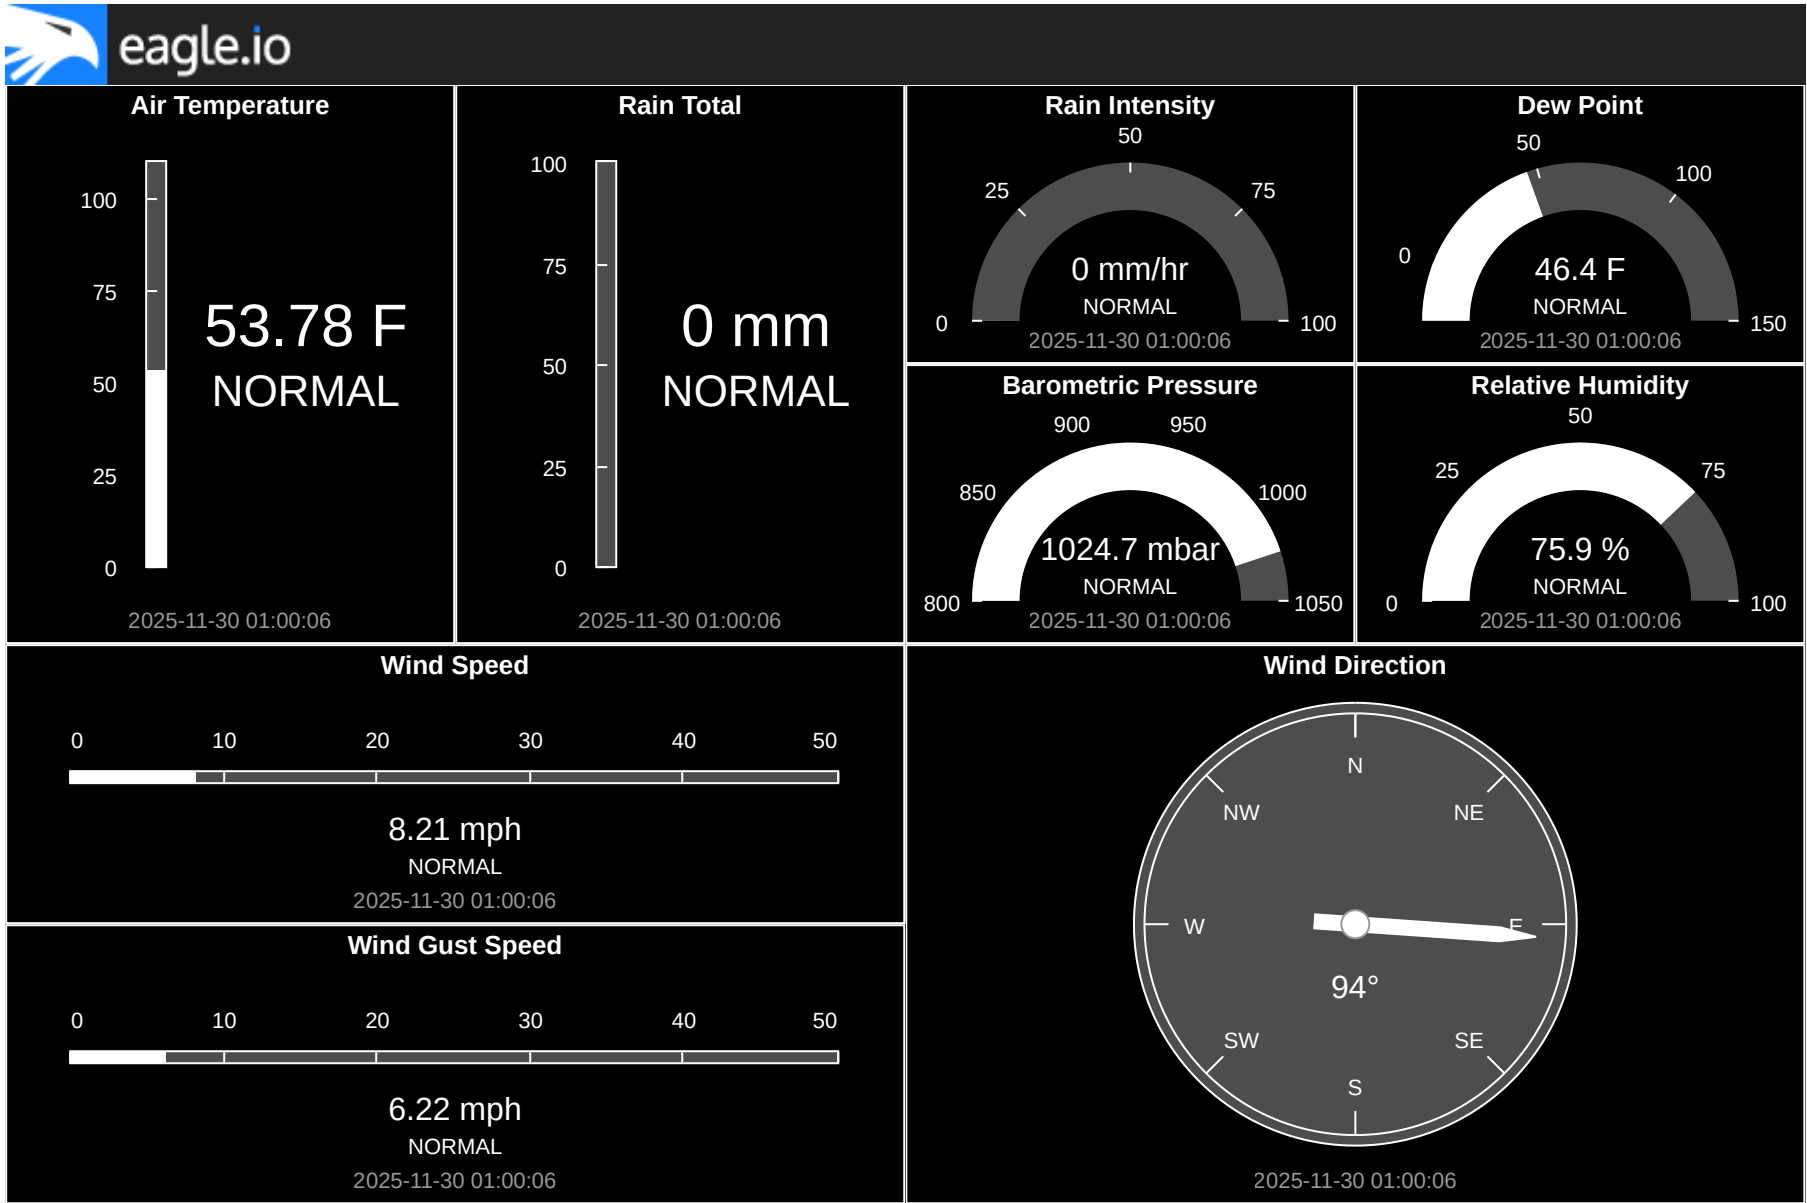 eagle.io
Air Temperature
100
75
50
25
0
53.78 F
NORMAL
2025-11-30 01:00:06
Rain Total
100
75
50
25
0
0 mm
NORMAL
2025-11-30 01:00:06
Rain Intensity
0
25
50
75
100
0 mm/hr
NORMAL
2025-11-30 01:00:06
Dew Point
0
50
100
150
46.4 F
NORMAL
2025-11-30 01:00:06
Barometric Pressure
800
850
900
950
1000
1050
1024.7 mbar
NORMAL
2025-11-30 01:00:06
Relative Humidity
0
25
50
75
100
75.9 %
NORMAL
2025-11-30 01:00:06
Wind Speed
0 10 20 30 40 50
8.21 mph
NORMAL
2025-11-30 01:00:06
Wind Gust Speed
0 10 20 30 40 50
6.22 mph
NORMAL
2025-11-30 01:00:06
Wind Direction
N
NW NE
W E
94°
SW SE
S
2025-11-30 01:00:06